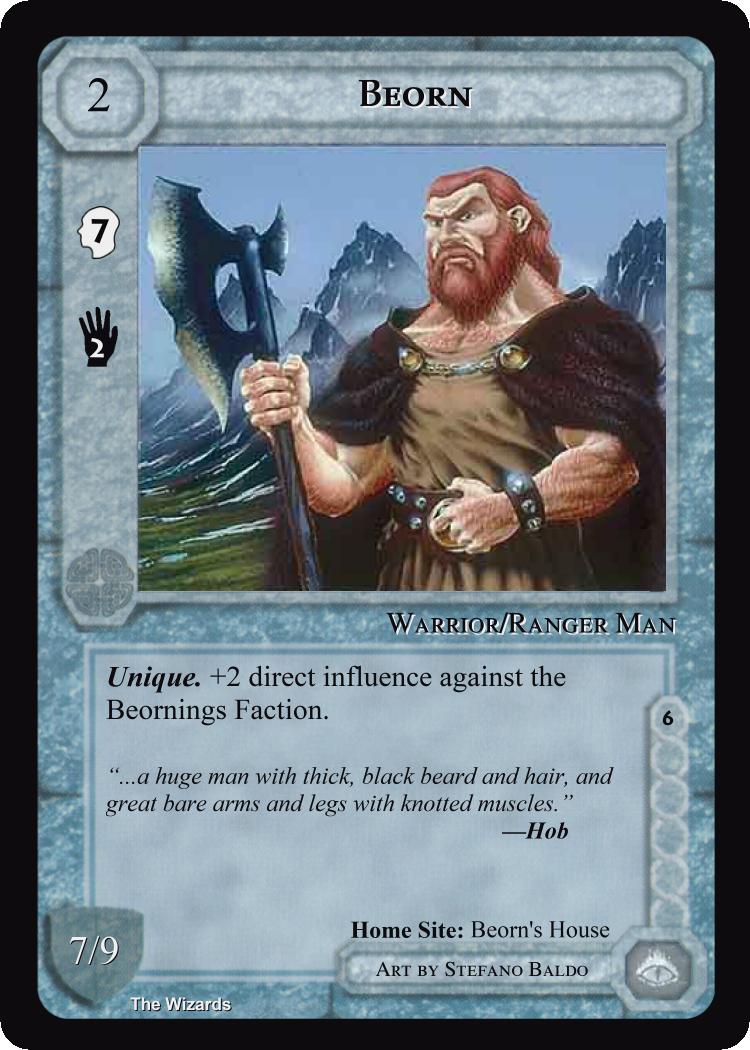 2
BEORN
7
2
WARRIOR/RANGER MAN
Unique. +2 direct influence against the
Beornings Faction.
6
“...a huge man with thick, black beard and hair, and
great bare arms and legs with knotted muscles.”
—Hob
Home Site: Beorn's House
7/9
ART BY STEFANO BALDO
The Wizards